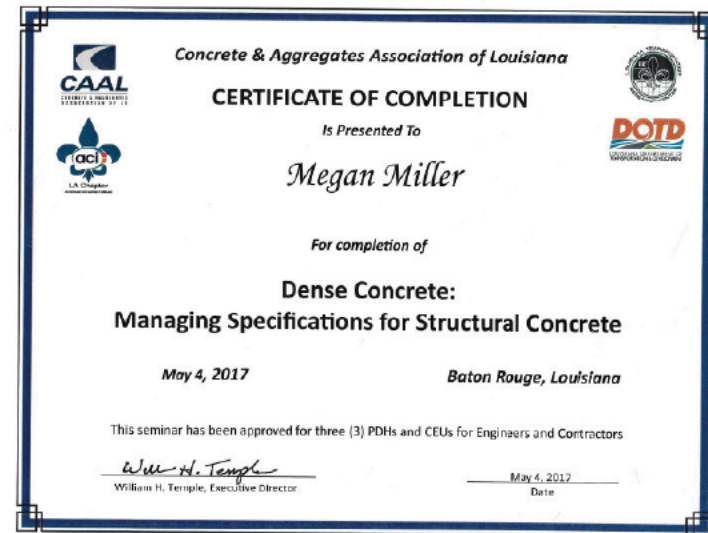 Concrete & Aggregates Association of Louisiana
CAAL
CERTIFICATE OF COMPLETION
Is Presented To
DOTD
aci
LA Chapter
Megan Miller
For completion of
Dense Concrete:
Managing Specifications for Structural Concrete
May 4, 2017
Baton Rouge, Louisiana
This seminar has been approved for three (3) PDHs and CEUs for Engineers and Contractors
Will H. Temple
William H. Temple, Executive Director
May 4, 2017
Date